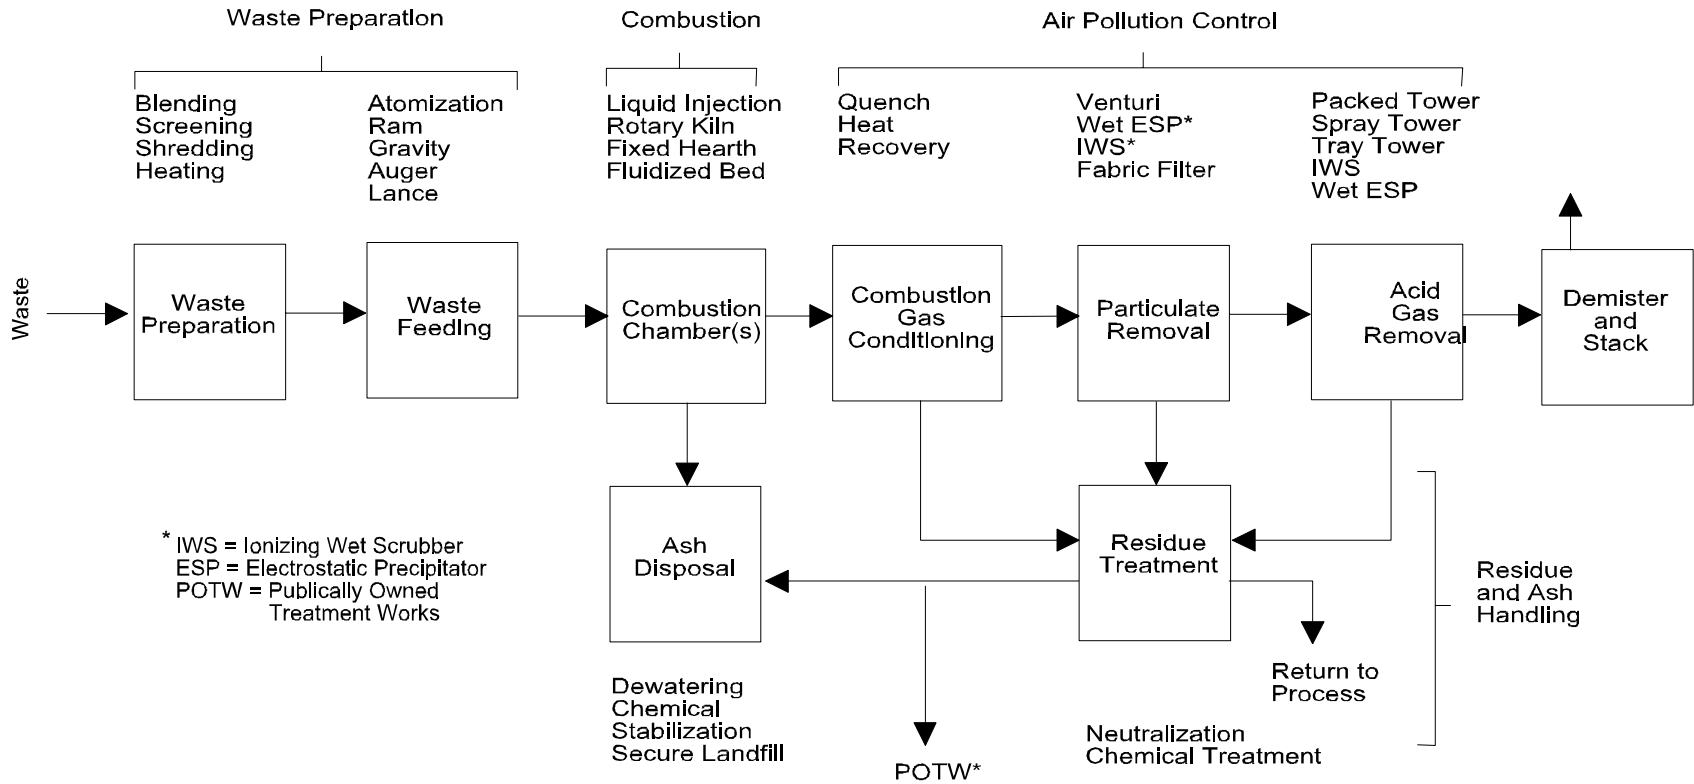 Waste Preparation
Combustion
Air Pollution Control
Blending
Screening
Shredding
Heating
Atomization
Ram
Gravity
Auger
Lance
Liquid Injection
Rotary Kiln
Fixed Hearth
Fluidized Bed
Quench
Heat
Recovery
Venturi
Wet ESP*
IWS*
Fabric Filter
Packed Tower
Spray Tower
Tray Tower
IWS
Wet ESP
Waste
Waste
Preparation
Waste
Feeding
Combustion
Chamber(s)
Combustion
Gas
Conditioning
Particulate
Removal
Acid
Gas
Removal
Demister
and
Stack
* IWS = Ionizing Wet Scrubber
ESP = Electrostatic Precipitator
POTW = Publically Owned
Treatment Works
Ash
Disposal
Residue
Treatment
Residue
and Ash
Handling
Return to
Process
Dewatering
Chemical
Stabilization
Secure Landfill
POTW*
Neutralization
Chemical Treatment